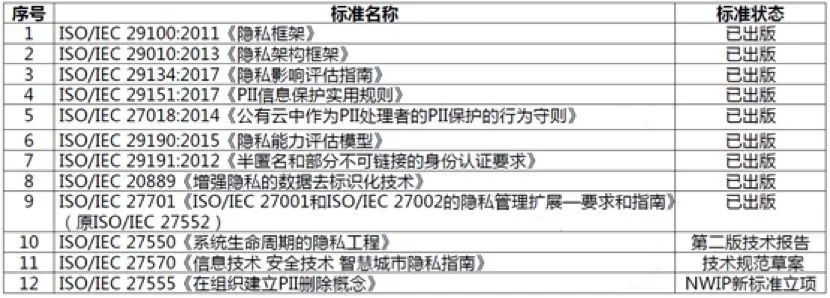 序号 标准名称 标准状态
1 ISO/IEC 29100:2011《隐私框架》 已出版
2 ISO/IEC 29010:2013《隐私架构框架》 已出版
3 ISO/IEC 29134:2017《隐私影响评估指南》 已出版
4 ISO/IEC 29151:2017《PII信息保护实用规则》 已出版
5 ISO/IEC 27018:2014《公有云中作为PII处理者的PII保护的行为守则》 已出版
6 ISO/IEC 29190:2015《隐私能力评估模型》 已出版
7 ISO/IEC 29191:2012《半匿名和部分不可链接的身份认证要求》 已出版
8 ISO/IEC 20889《增强隐私的数据去标识化技术》 已出版
9 ISO/IEC 27701《ISO/IEC 27001和ISO/IEC 27002的隐私管理扩展—要求和指南》 已出版
（原ISO/IEC 27552）
10 ISO/IEC 27550《系统生命周期的隐私工程》 第二版技术报告
11 ISO/IEC 27570《信息技术 安全技术 智慧城市隐私指南》 技术规范草案
12 ISO/IEC 27555《在组织建立PII删除概念》 NWIP新标准立项